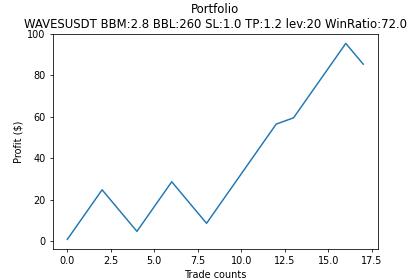 Portfolio
WAVESUSDT BBM:2.8 BBL:260 SL:1.0 TP:1.2 lev:20 WinRatio:72.0
100
80
60
40
20
0
Profit ($)
0.0 2.5 5.0 7.5 10.0 12.5 15.0 17.5
Trade counts